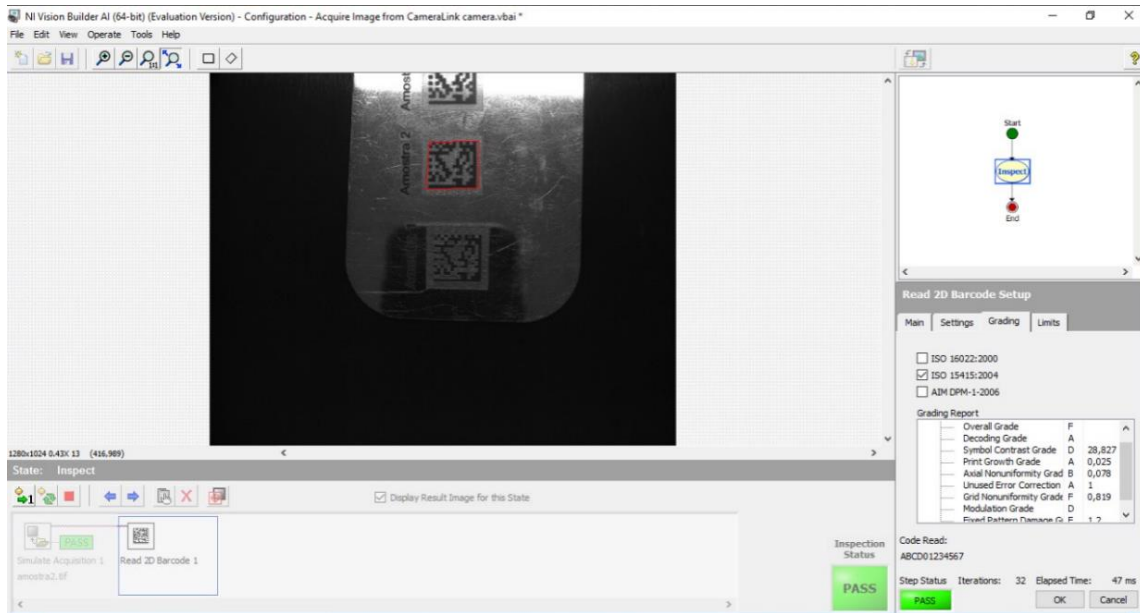 NI Vision Builder AI (64-bit) (Evaluation Version) - Configuration - Acquire Image from CameraLink camera.vbai *
File Edit View Operate Tools Help
Amostra 2
Start
Inspect
End
1280x1024 0.43X 13 (416,989)
State: Inspect
1
Display Result Image for this State
PASS
Simulate Acquisition 1
amostra2.tif
Read 2D Barcode 1
Inspection
Status
PASS
Read 2D Barcode Setup
Main Settings Grading Limits
ISO 16022:2000
ISO 15415:2004
AIM DPM-1-2006
Grading Report
Overall Grade F
Decoding Grade A
Symbol Contrast Grade D 28,827
Print Growth Grade A 0,025
Axial Nonuniformity Grad B 0,078
Unused Error Correction A 1
Grid Nonuniformity Grade F 0,819
Modulation Grade D
Fixed Pattern Damage
Code Read:
ABCD01234567
Step Status Iterations: 32 Elapsed Time: 47 ms
PASS OK Cancel